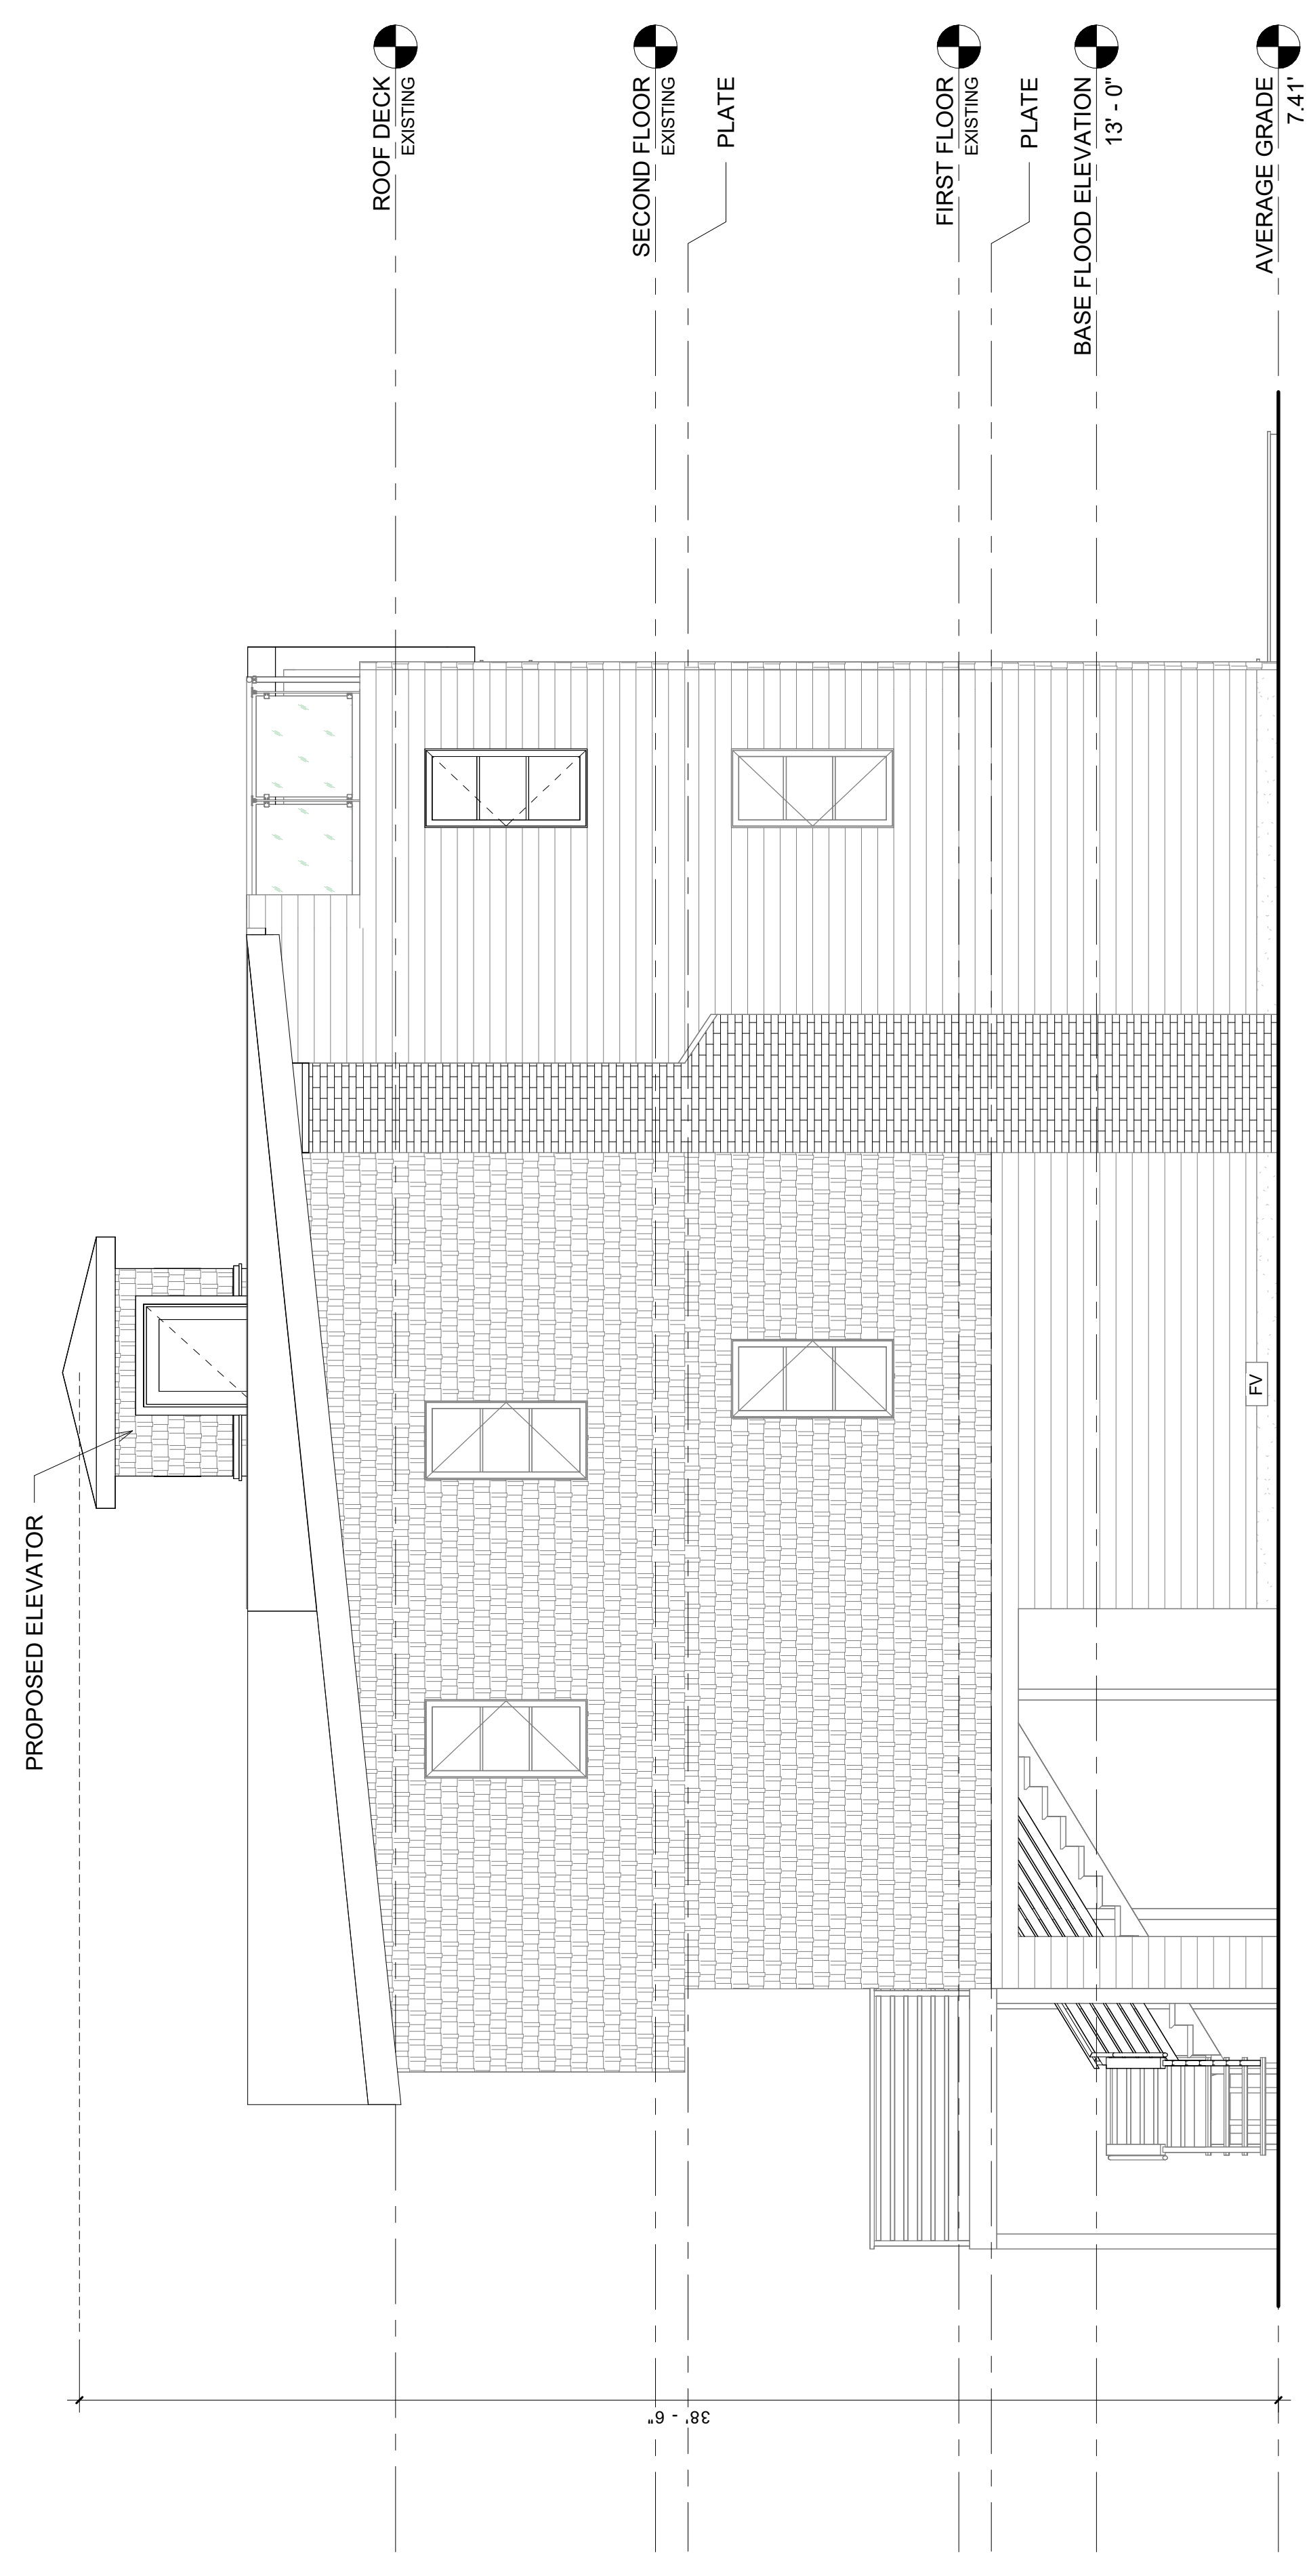 PROPOSED ELEVATOR
ROOF DECK
EXISTING
SECOND FLOOR
EXISTING
PLATE
FIRST FLOOR
EXISTING
PLATE
BASE FLOOD ELEVATION
13' - 0"
AVERAGE GRADE
7.41'
FV
38' - 6"